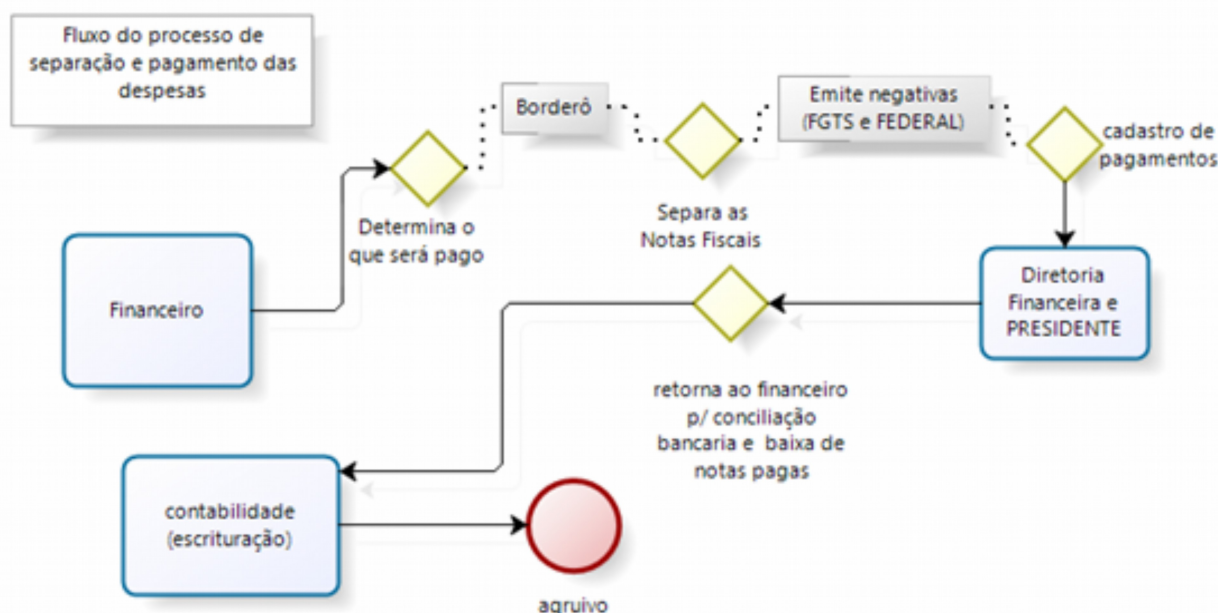 Fluxo do processo de
separação e pagamento das
despesas
Borderô
Emite negativas
(FGTS e FEDERAL)
cadastro de
pagamentos
Determina o
que será pago
Separa as
Notas Fiscais
Financeiro
Diretoria
Financeira e
PRESIDENTE
retorna ao financeiro
p/ conciliação
bancaria e baixa de
notas pagas
contabilidade
(escrituração)
agruivo